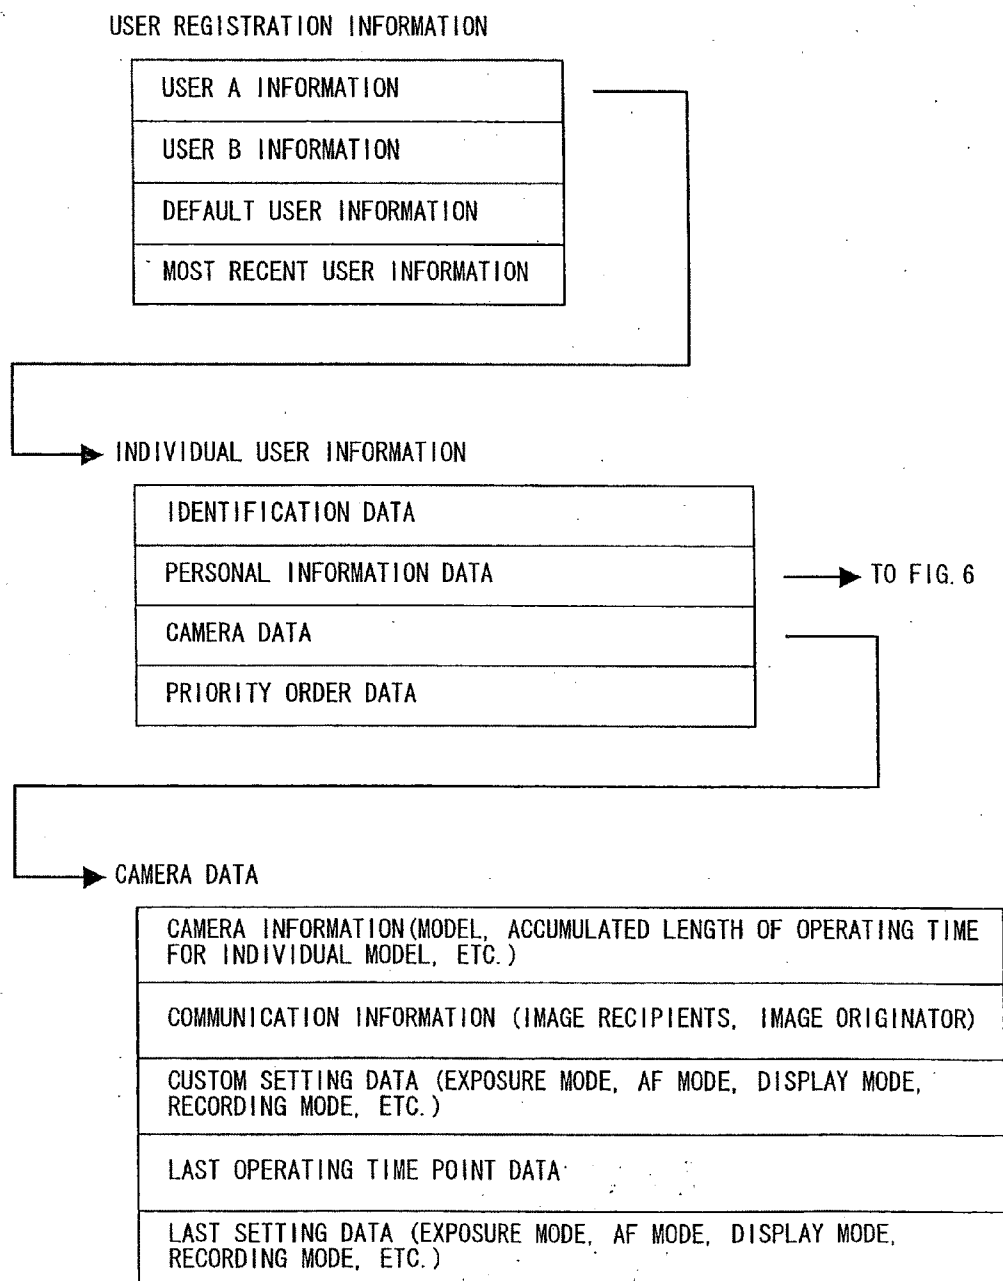 USER REGISTRATION INFORMATION
USER A INFORMATION
USER B INFORMATION
DEFAULT USER INFORMATION
MOST RECENT USER INFORMATION
INDIVIDUAL USER INFORMATION
IDENTIFICATION DATA
PERSONAL INFORMATION DATA
TO FIG. 6
CAMERA DATA
PRIORITY ORDER DATA
CAMERA DATA
CAMERA INFORMATION(MODEL, ACCUMULATED LENGTH OF OPERATING TIME
FOR INDIVIDUAL MODEL, ETC.)
COMMUNICATION INFORMATION (IMAGE RECIPIENTS, IMAGE ORIGINATOR)
CUSTOM SETTING DATA (EXPOSURE MODE, AF MODE, DISPLAY MODE,
RECORDING MODE, ETC.)
LAST OPERATING TIME POINT DATA
LAST SETTING DATA (EXPOSURE MODE, AF MODE, DISPLAY MODE,
RECORDING MODE, ETC.)